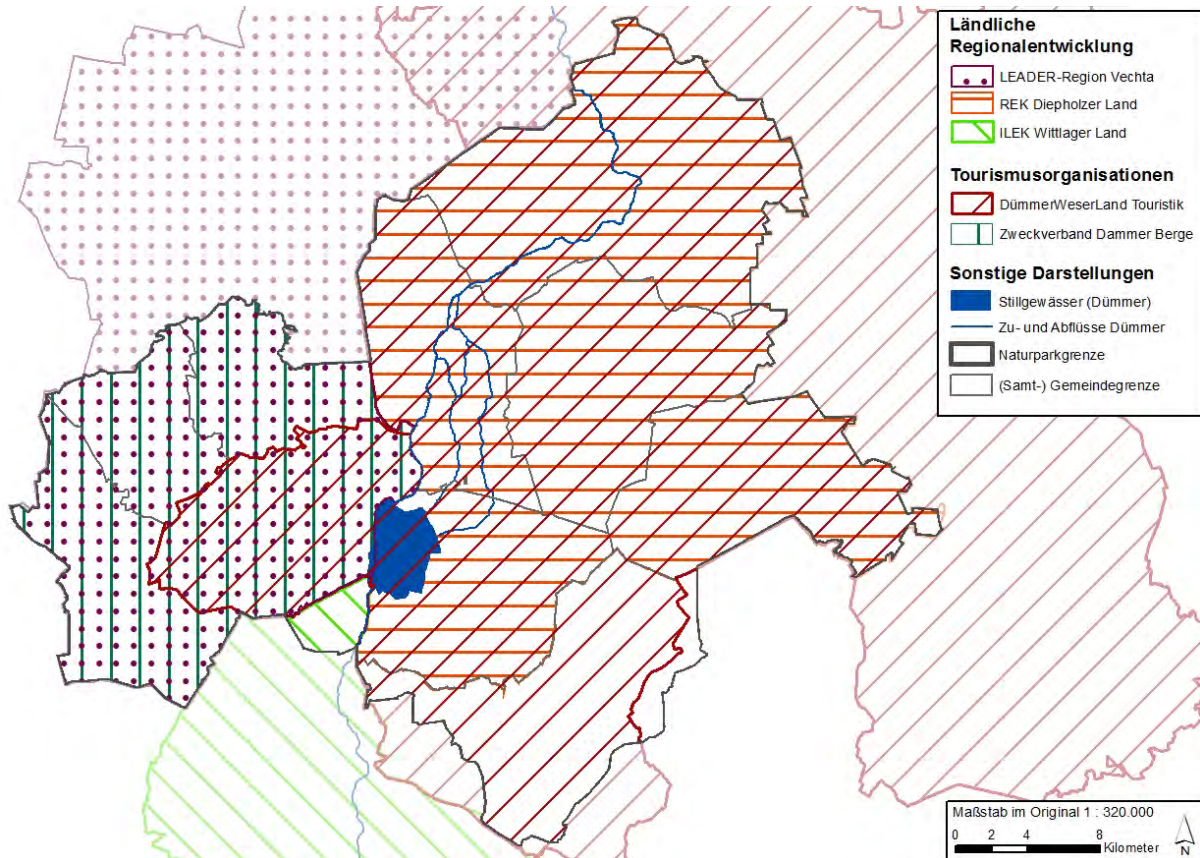 Ländliche
Regionalentwicklung
LEADER-Region Vechta
REK Diepholzer Land
ILEK Wittlager Land
Tourismusorganisationen
DümmerWeserLand Touristik
Zweckverband Dammer Berge
Sonstige Darstellungen
Stillgewässer (Dümmer)
Zu- und Abflüsse Dümmer
Naturparkgrenze
(Samt-) Gemeindegrenze
Maßstab im Original 1 : 320.000
0 2 4 8
Kilometer
N